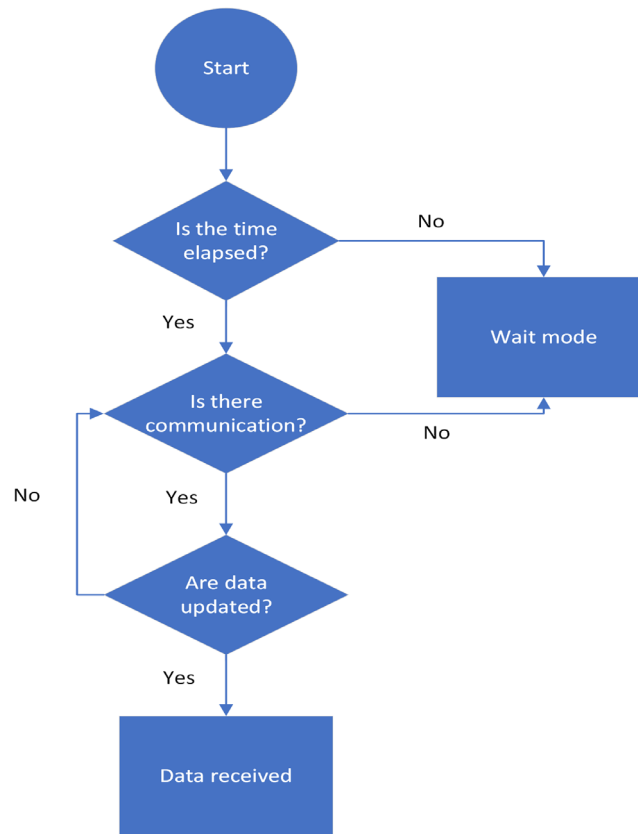 Start
Is the time
elapsed?
No
Yes
Wait mode
Is there
communication?
No
No
Yes
Are data
updated?
Yes
Data received